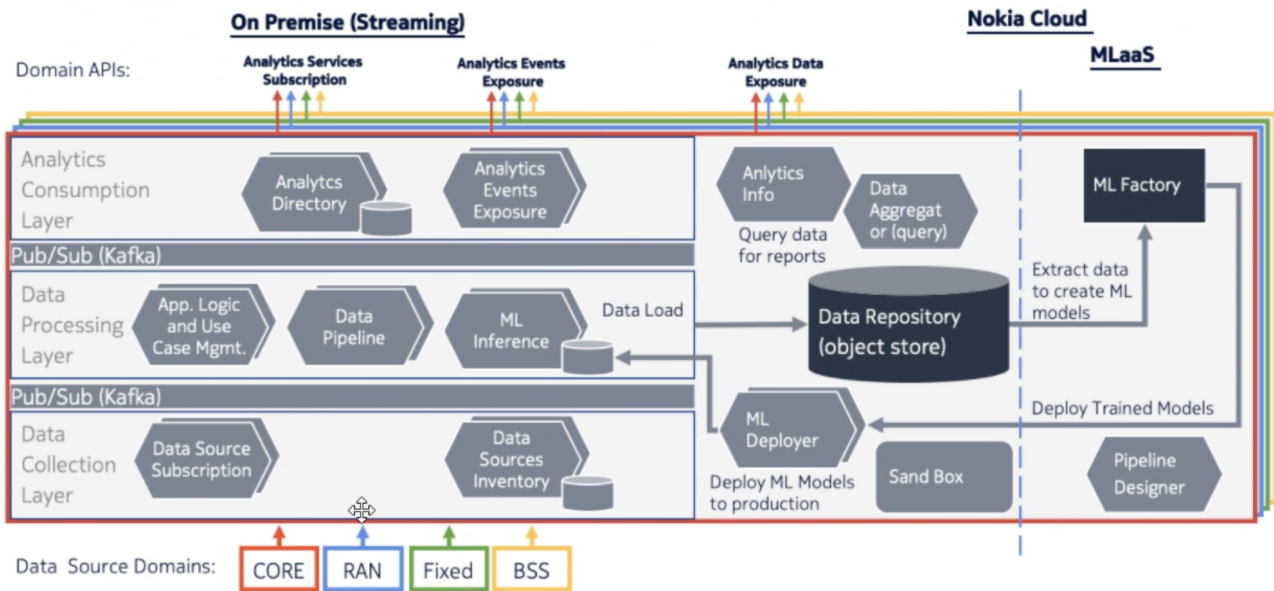 On Premise (Streaming)
Nokia Cloud
MLaaS
Domain APIs:
Analytics Services
Subscription
Analytics Events
Exposure
Analytics Data
Exposure
Analytics
Consumption
Layer
Analytcs
Directory
Analytics
Events
Exposure
Anlytics
Info
Data
Aggregat
or (query)
Query data
for reports
ML Factory
Pub/Sub (Kafka)
Data
Processing
Layer
App. Logic
and Use
Case Mgmt.
Data
Pipeline
ML
Inference
Data Load
Data Repository
(object store)
Extract data
to create ML
models
Pub/Sub (Kafka)
Data
Collection
Layer
Data Source
Subscription
Data
Sources
Inventory
ML
Deployer
Deploy ML Models
to production
Sand Box
Deploy Trained Models
Pipeline
Designer
Data Source Domains:
CORE
RAN
Fixed
BSS